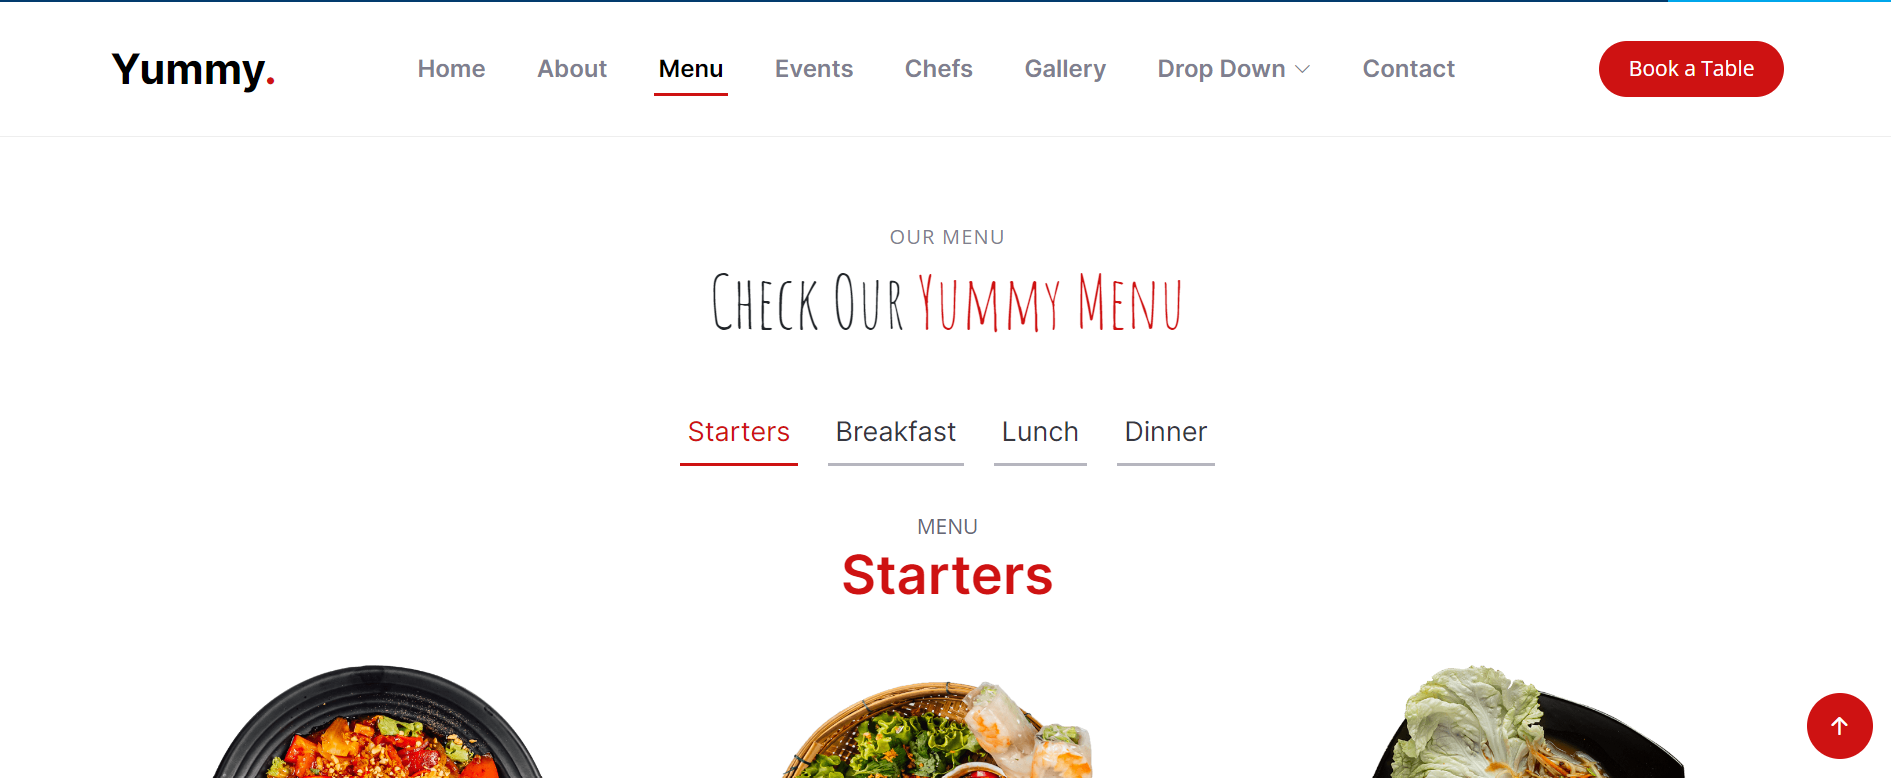 Yummy.
Home About Menu Events Chefs Gallery Drop Down Contact
Book a Table
OUR MENU
Check Our Yummy Menu
Starters Breakfast Lunch Dinner
MENU
Starters